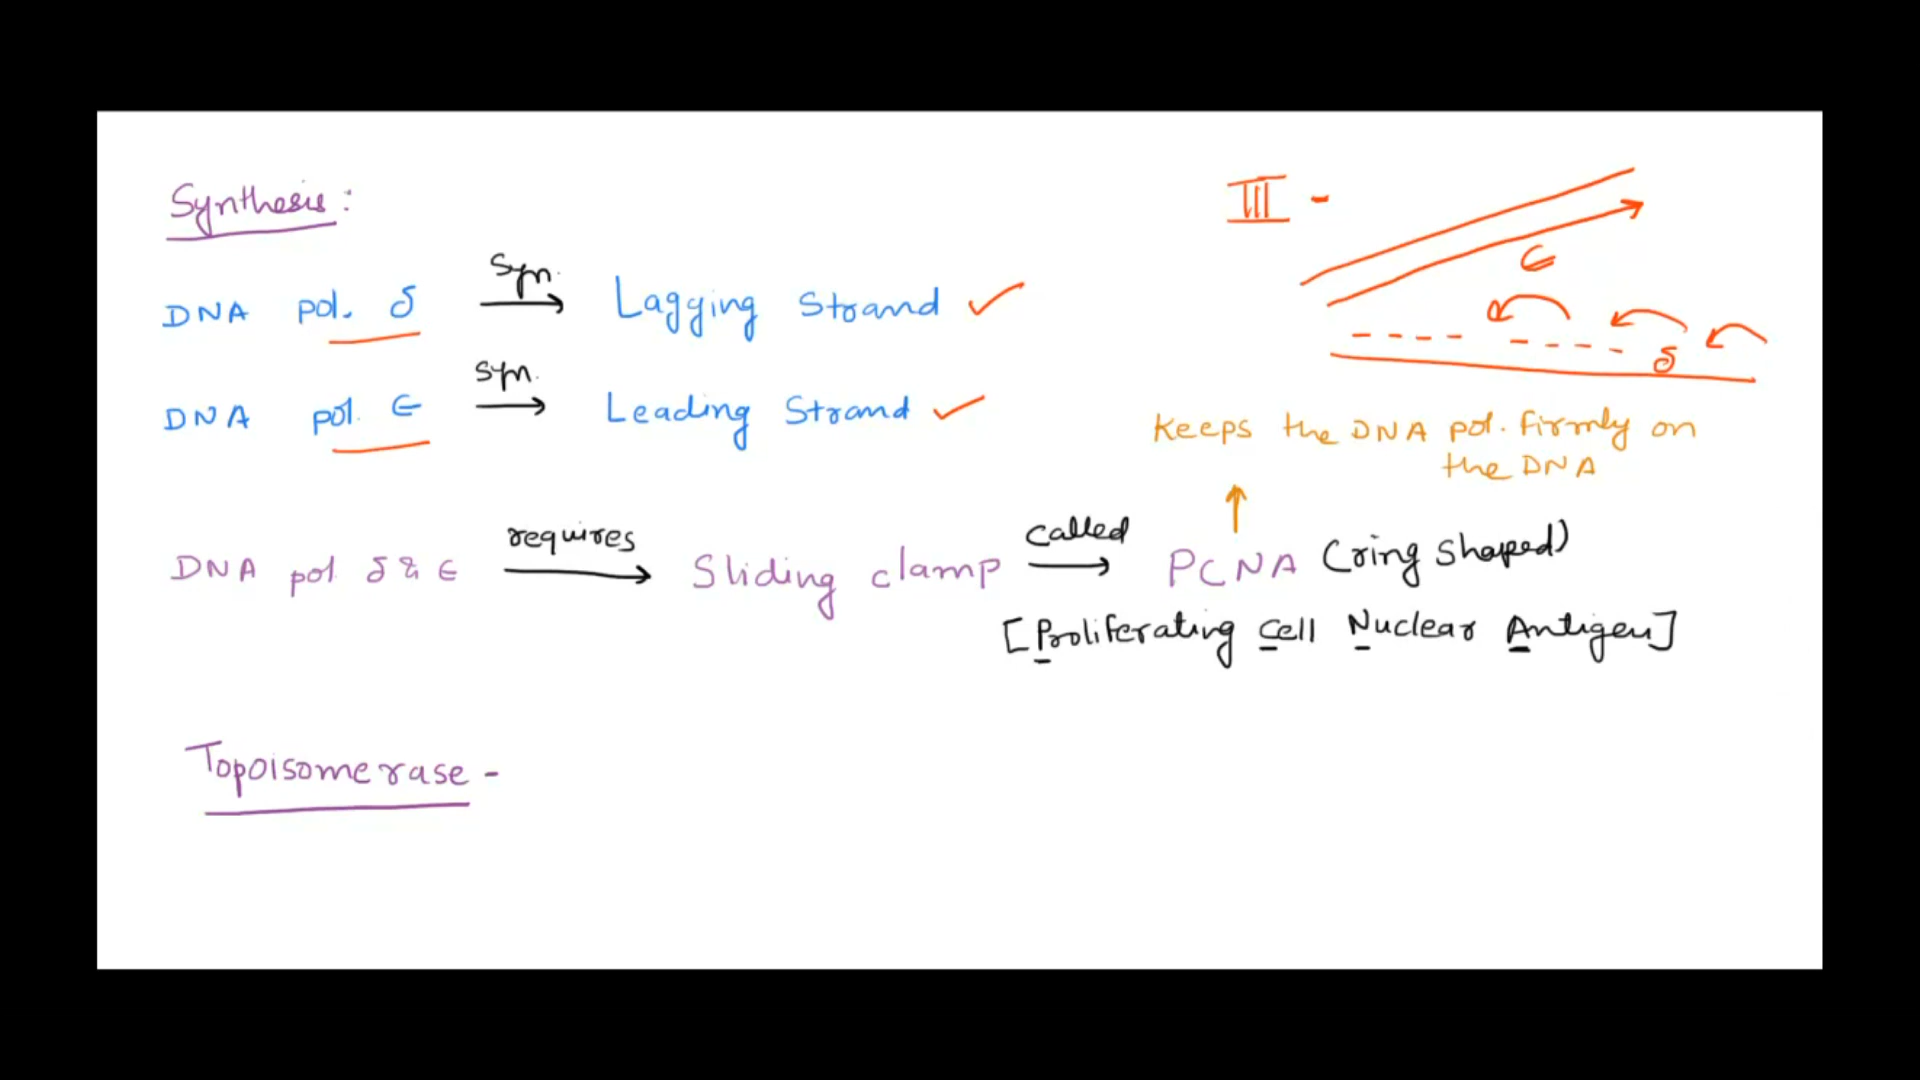 Synthesis:
III -
DNA pol. δ syn. → Lagging Strand ✓
ϵ
δ
DNA pol. ϵ syn. → Leading Strand ✓
Keeps the DNA pol. firmly on
the DNA
↑
DNA pol δ & ϵ requires → Sliding clamp called → PCNA (ring shaped)
[Proliferating Cell Nuclear Antigen]
Topoisomerase -